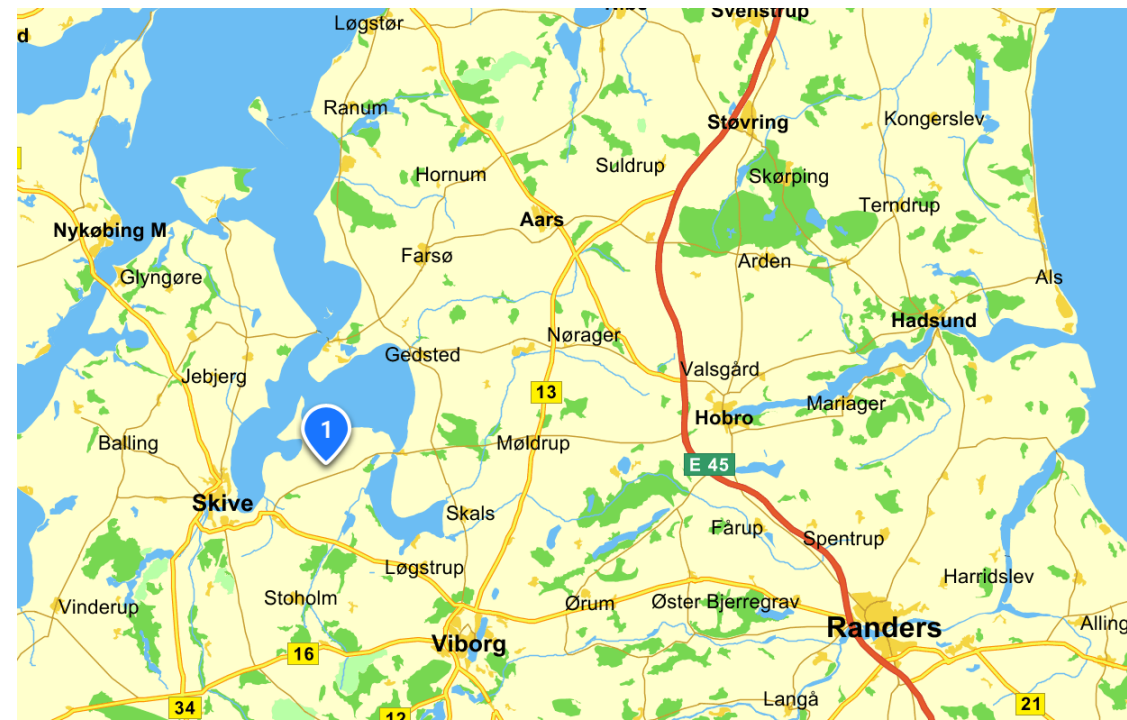 Løgstør
Svenstrup
d
Ranum
Støvring
Kongerslev
Suldrup
Hornum
Skørping
Terndrup
Aars
Nykøbing M
Farsø
Arden
Glyngøre
Als
Hadsund
Nørager
Gedsted
Valsgård
Jebjerg
13
Mariager
Hobro
1
Balling
Møldrup
E 45
Skive
Skals
Fårup
Spentrup
Løgstrup
Harridslev
Stoholm
Vinderup
Ørum
Øster Bjerregrav
Alling
Randers
Viborg
16
Langå
34
12
21